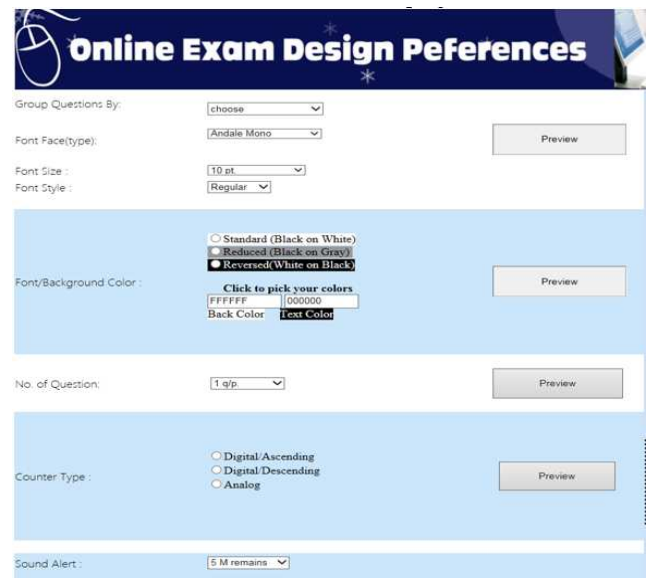 Online Exam Design Peferences
Group Questions By:
choose
Font Face(type):
Andale Mono
Preview
Font Size :
10 pt.
Font Style :
Regular
Standard (Black on White)
Reduced (Black on Gray)
Reversed(White on Black)
Font/Background Color :
Preview
Click to pick your colors
FFFFFF 000000
Back Color Text Color
No. of Question:
1 q/p.
Preview
Digital/Ascending
Digital/Descending
Analog
Counter Type :
Preview
Sound Alert :
5 M remains